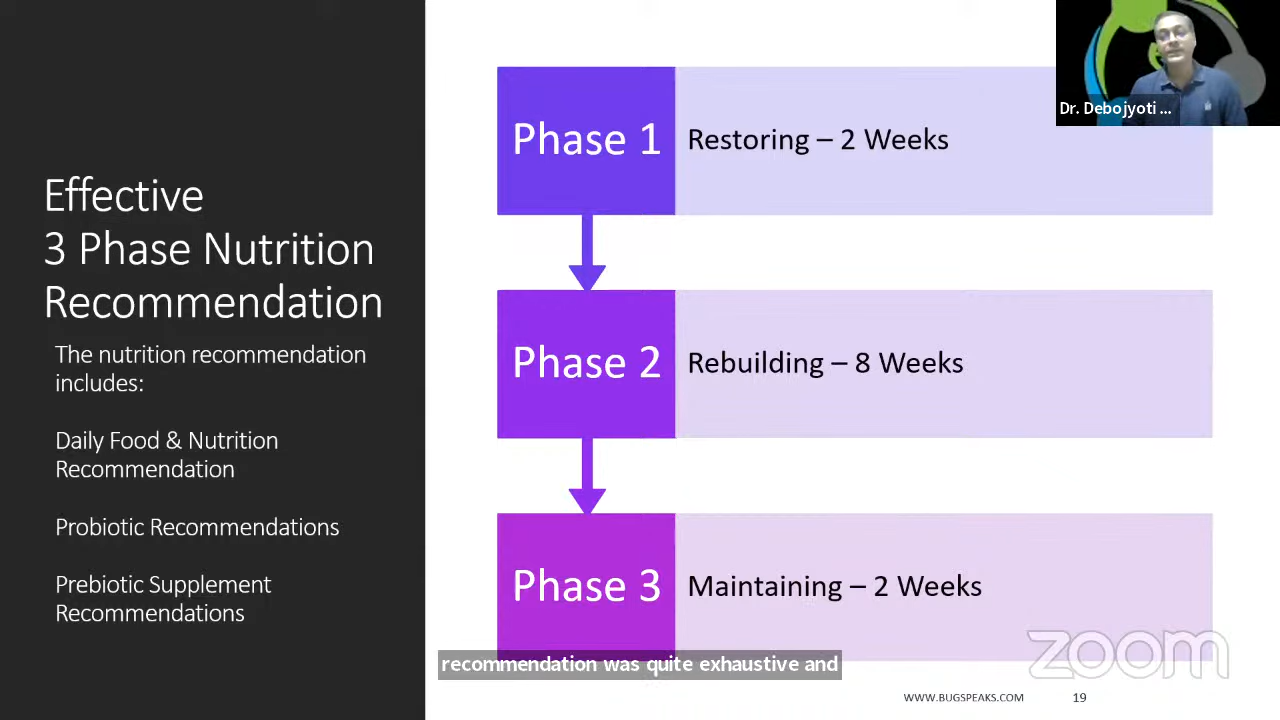 Effective
3 Phase Nutrition
Recommendation
The nutrition recommendation
includes:
Daily Food & Nutrition
Recommendation
Probiotic Recommendations
Prebiotic Supplement
Recommendations
Phase 1
Restoring – 2 Weeks
Phase 2
Rebuilding – 8 Weeks
Phase 3
Maintaining – 2 Weeks
Dr. Debojyoti ...
zoom
recommendation was quite exhaustive and
WWW.BUGSPEAKS.COM
19